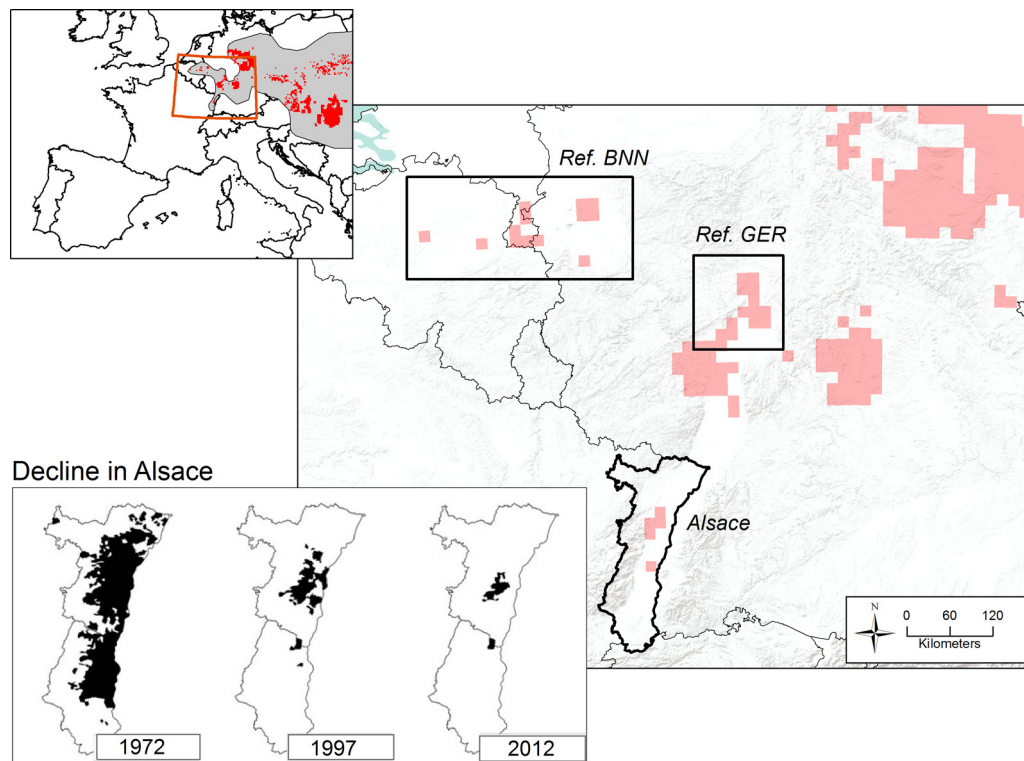 Ref. BNN
Ref. GER
Alsace
N
0 60 120
Kilometers
Decline in Alsace
1972
1997
2012